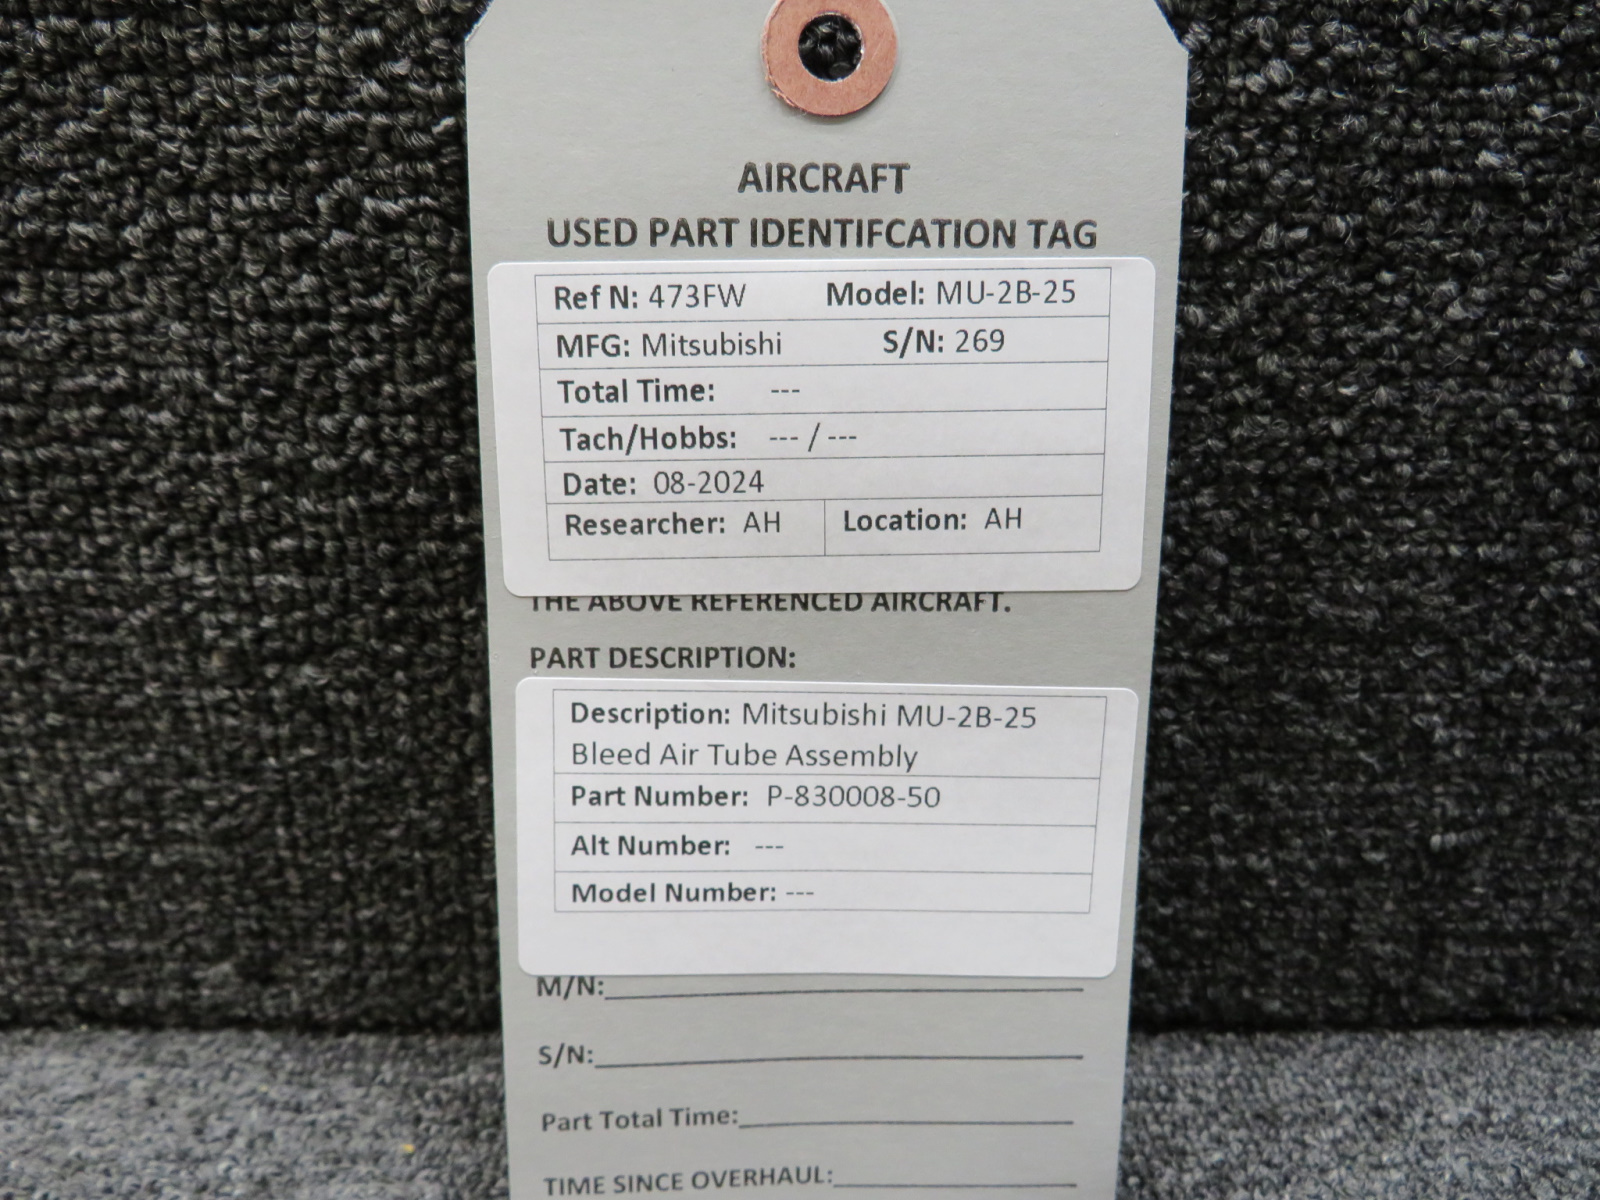 AIRCRAFT
USED PART IDENTIFCATION TAG
Ref N: 473FW Model: MU-2B-25
MFG: Mitsubishi S/N: 269
Total Time: ---
Tach/Hobbs: --- / ---
Date: 08-2024
Researcher: AH Location: AH
THE ABOVE REFERENCED AIRCRAFT.
PART DESCRIPTION:
Description: Mitsubishi MU-2B-25
Bleed Air Tube Assembly
Part Number: P-830008-50
Alt Number: ---
Model Number: ---
M/N:
S/N:
Part Total Time:
TIME SINCE OVERHAUL: